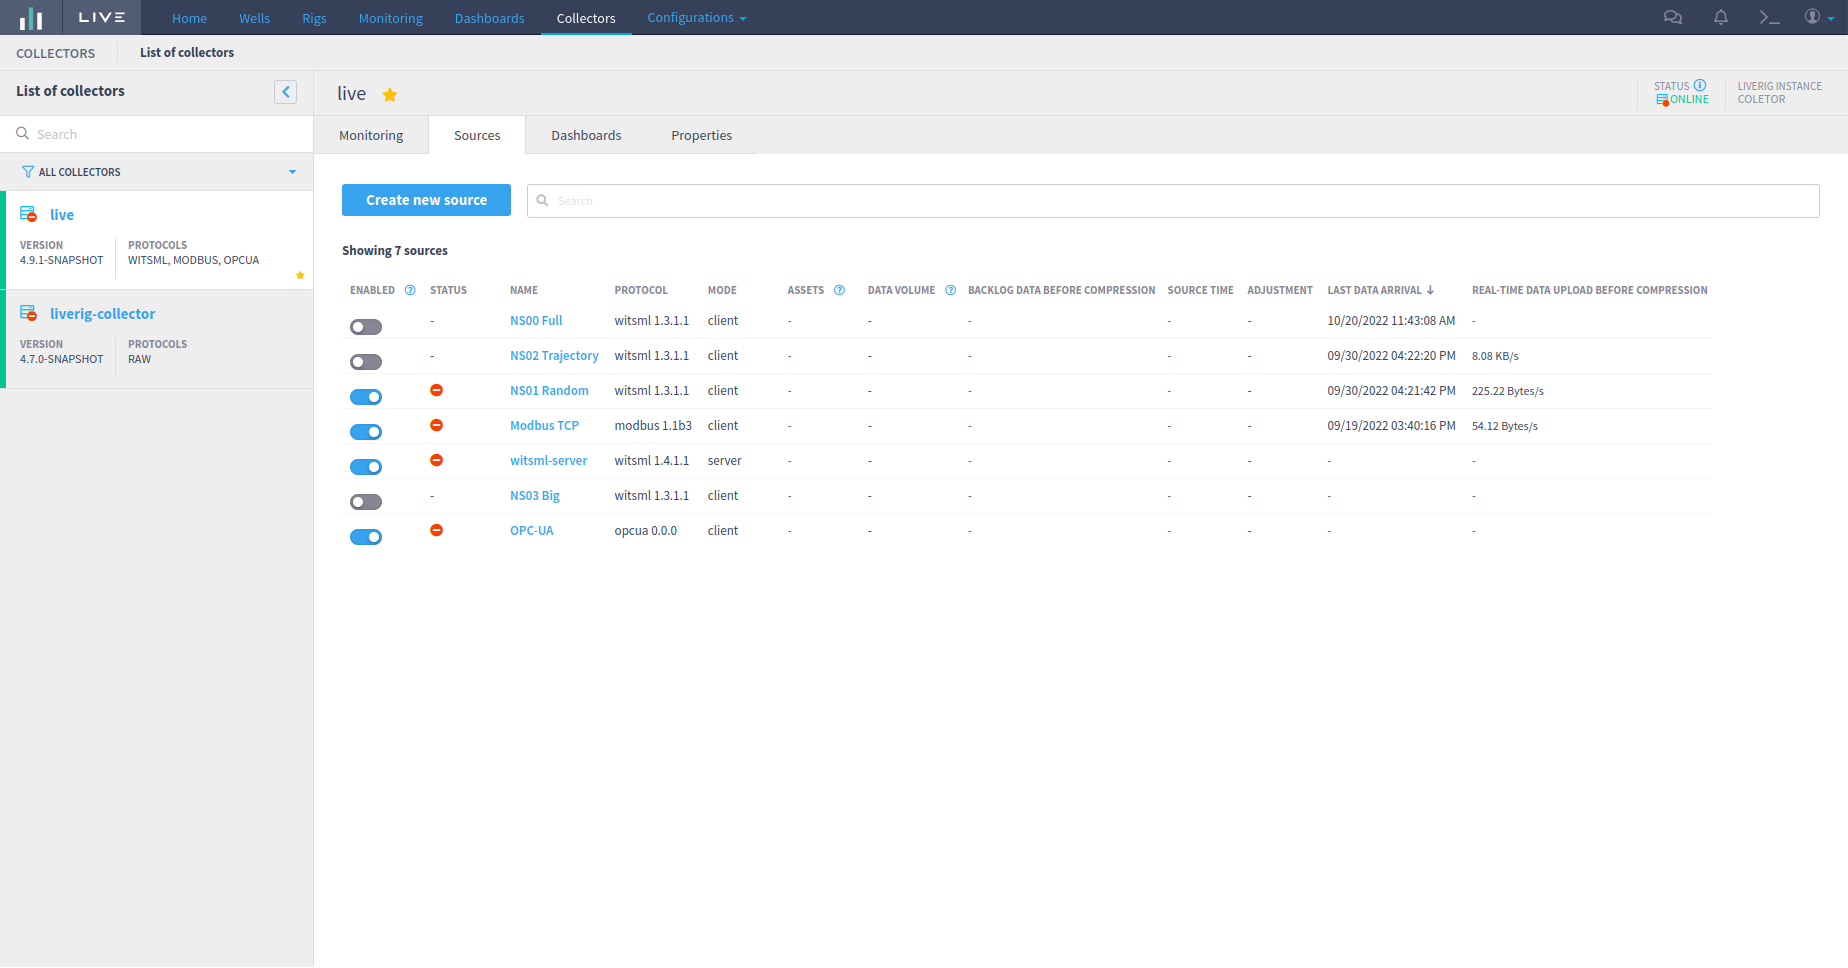 LIVE Home Wells Rigs Monitoring Dashboards Collectors Configurations
COLLECTORS List of collectors
List of collectors
Search
ALL COLLECTORS
live
VERSION PROTOCOLS
4.9.1-SNAPSHOT WITSML, MODBUS, OPCUA
liverig-collector
VERSION PROTOCOLS
4.7.0-SNAPSHOT RAW
live
STATUS LIVERIG INSTANCE
ONLINE COLETOR
Monitoring Sources Dashboards Properties
Create new source Search
Showing 7 sources
ENABLED STATUS NAME PROTOCOL MODE ASSETS DATA VOLUME BACKLOG DATA BEFORE COMPRESSION SOURCE TIME ADJUSTMENT LAST DATA ARRIVAL REAL-TIME DATA UPLOAD BEFORE COMPRESSION
- NS00 Full witsml 1.3.1.1 client - - - - - 10/20/2022 11:43:08 AM -
- NS02 Trajectory witsml 1.3.1.1 client - - - - - 09/30/2022 04:22:20 PM 8.08 KB/s
NS01 Random witsml 1.3.1.1 client - - - - - 09/30/2022 04:21:42 PM 225.22 Bytes/s
Modbus TCP modbus 1.1b3 client - - - - - 09/19/2022 03:40:16 PM 54.12 Bytes/s
witsml-server witsml 1.4.1.1 server - - - - - - -
- NS03 Big witsml 1.3.1.1 client - - - - - - -
OPC-UA opcua 0.0.0 client - - - - - - -